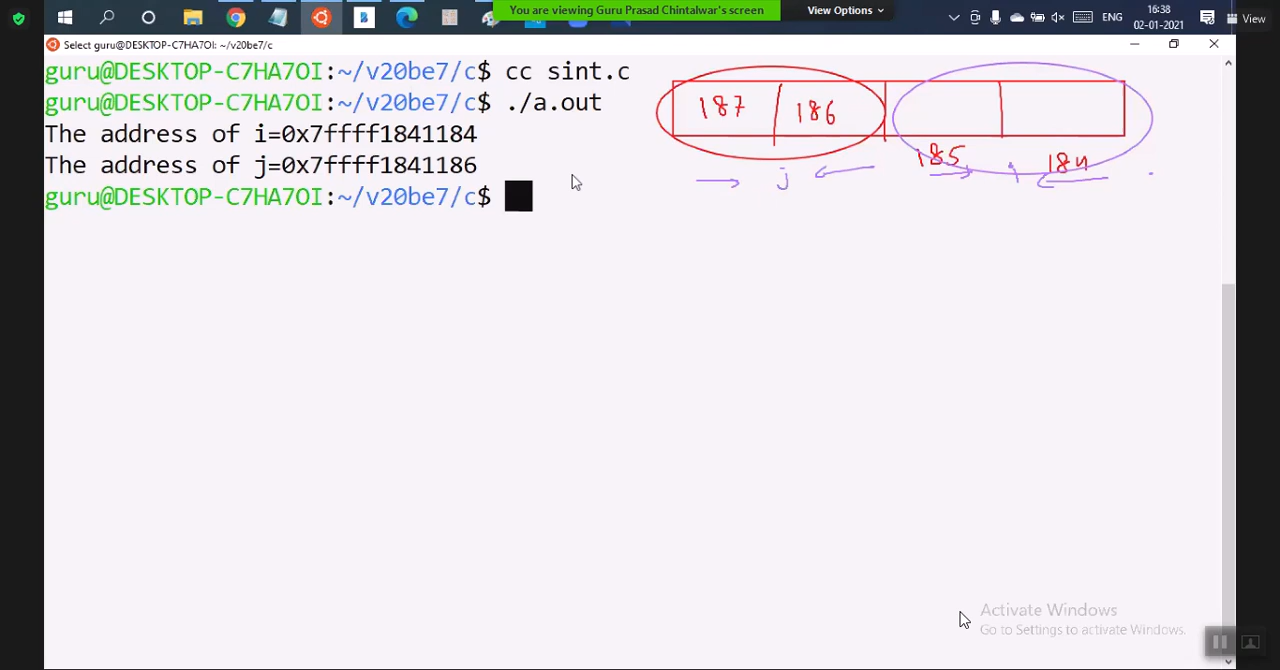 You are viewing Guru Prasad Chintalwar's screen
View Options
ENG
16:38
02-01-2021
View
Select guru@DESKTOP-C7HA7OI: ~/v20be7/c
guru@DESKTOP-C7HA7OI:~/v20be7/c$ cc sint.c
guru@DESKTOP-C7HA7OI:~/v20be7/c$ ./a.out
The address of i=0x7ffff1841184
The address of j=0x7ffff1841186
guru@DESKTOP-C7HA7OI:~/v20be7/c$
187 186
185 184
j
Activate Windows
Go to Settings to activate Windows.